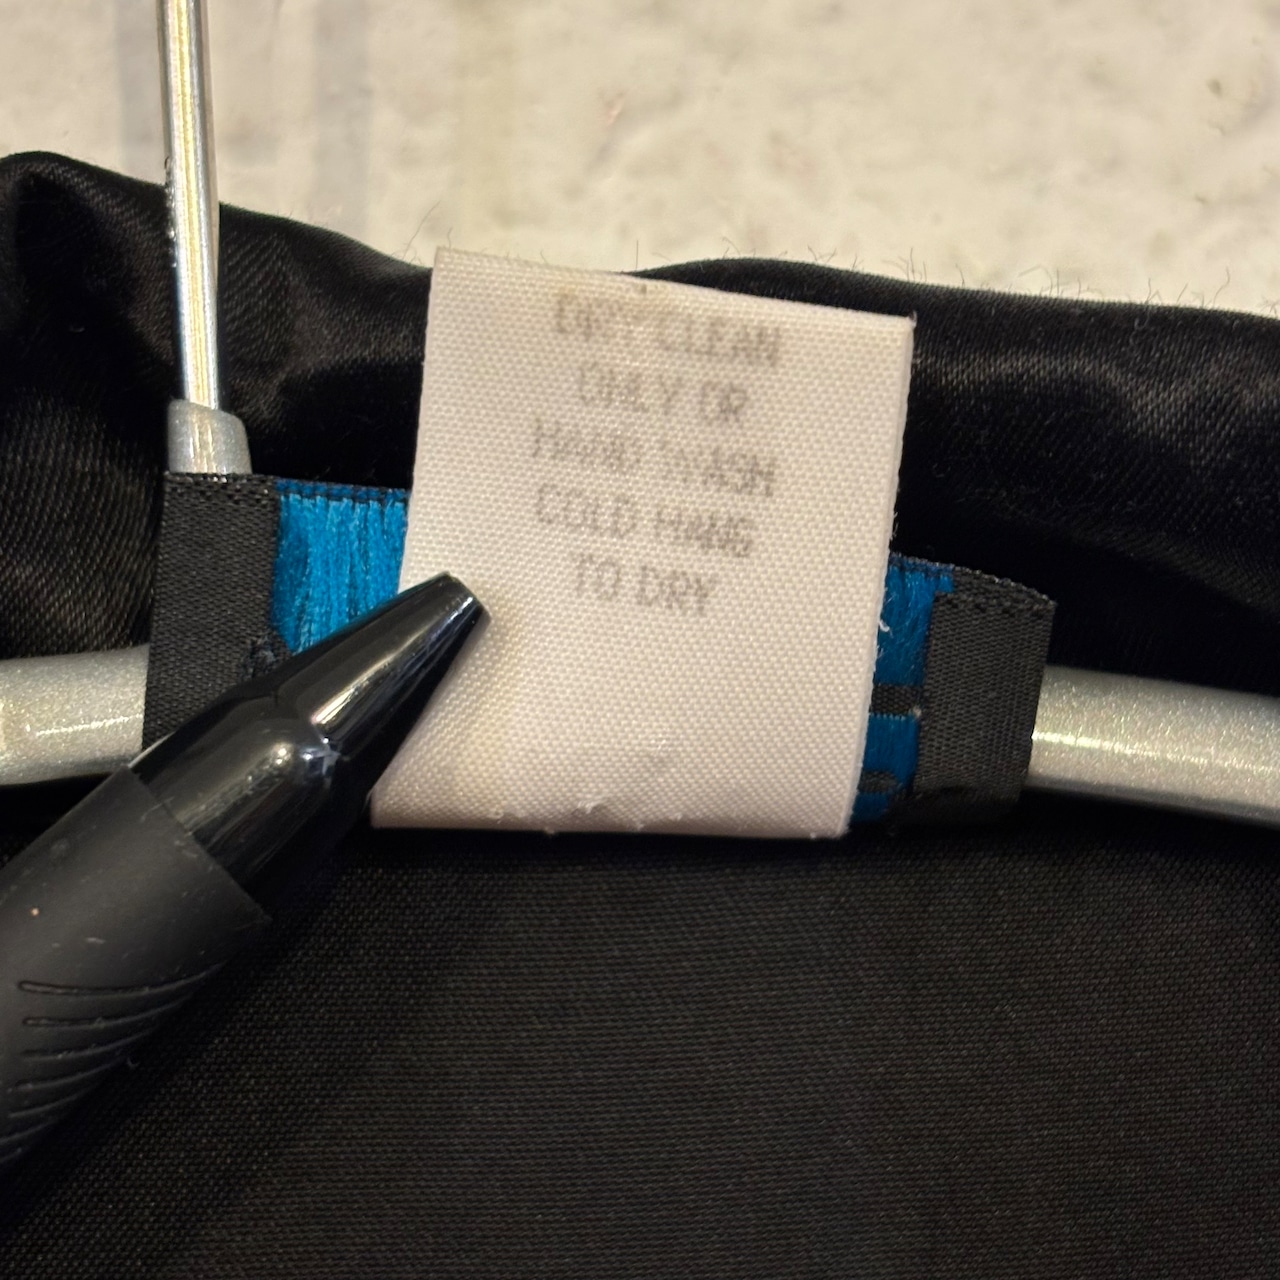 DRY CLEAN
ONLY OR
HAND WASH
COLD HANG
TO DRY